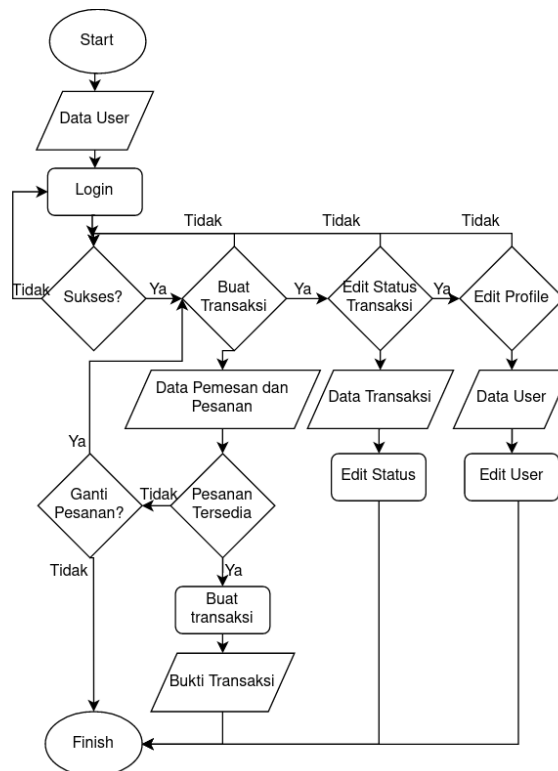 Start
Data User
Login
Tidak
Tidak
Tidak
Tidak
Sukses?
Ya
Buat
Transaksi
Ya
Edit Status
Transaksi
Ya
Edit Profile
Data Pemesan dan
Pesanan
Data Transaksi
Data User
Ya
Ganti
Pesanan?
Tidak
Pesanan
Tersedia
Edit Status
Edit User
Tidak
Ya
Buat
transaksi
Bukti Transaksi
Finish